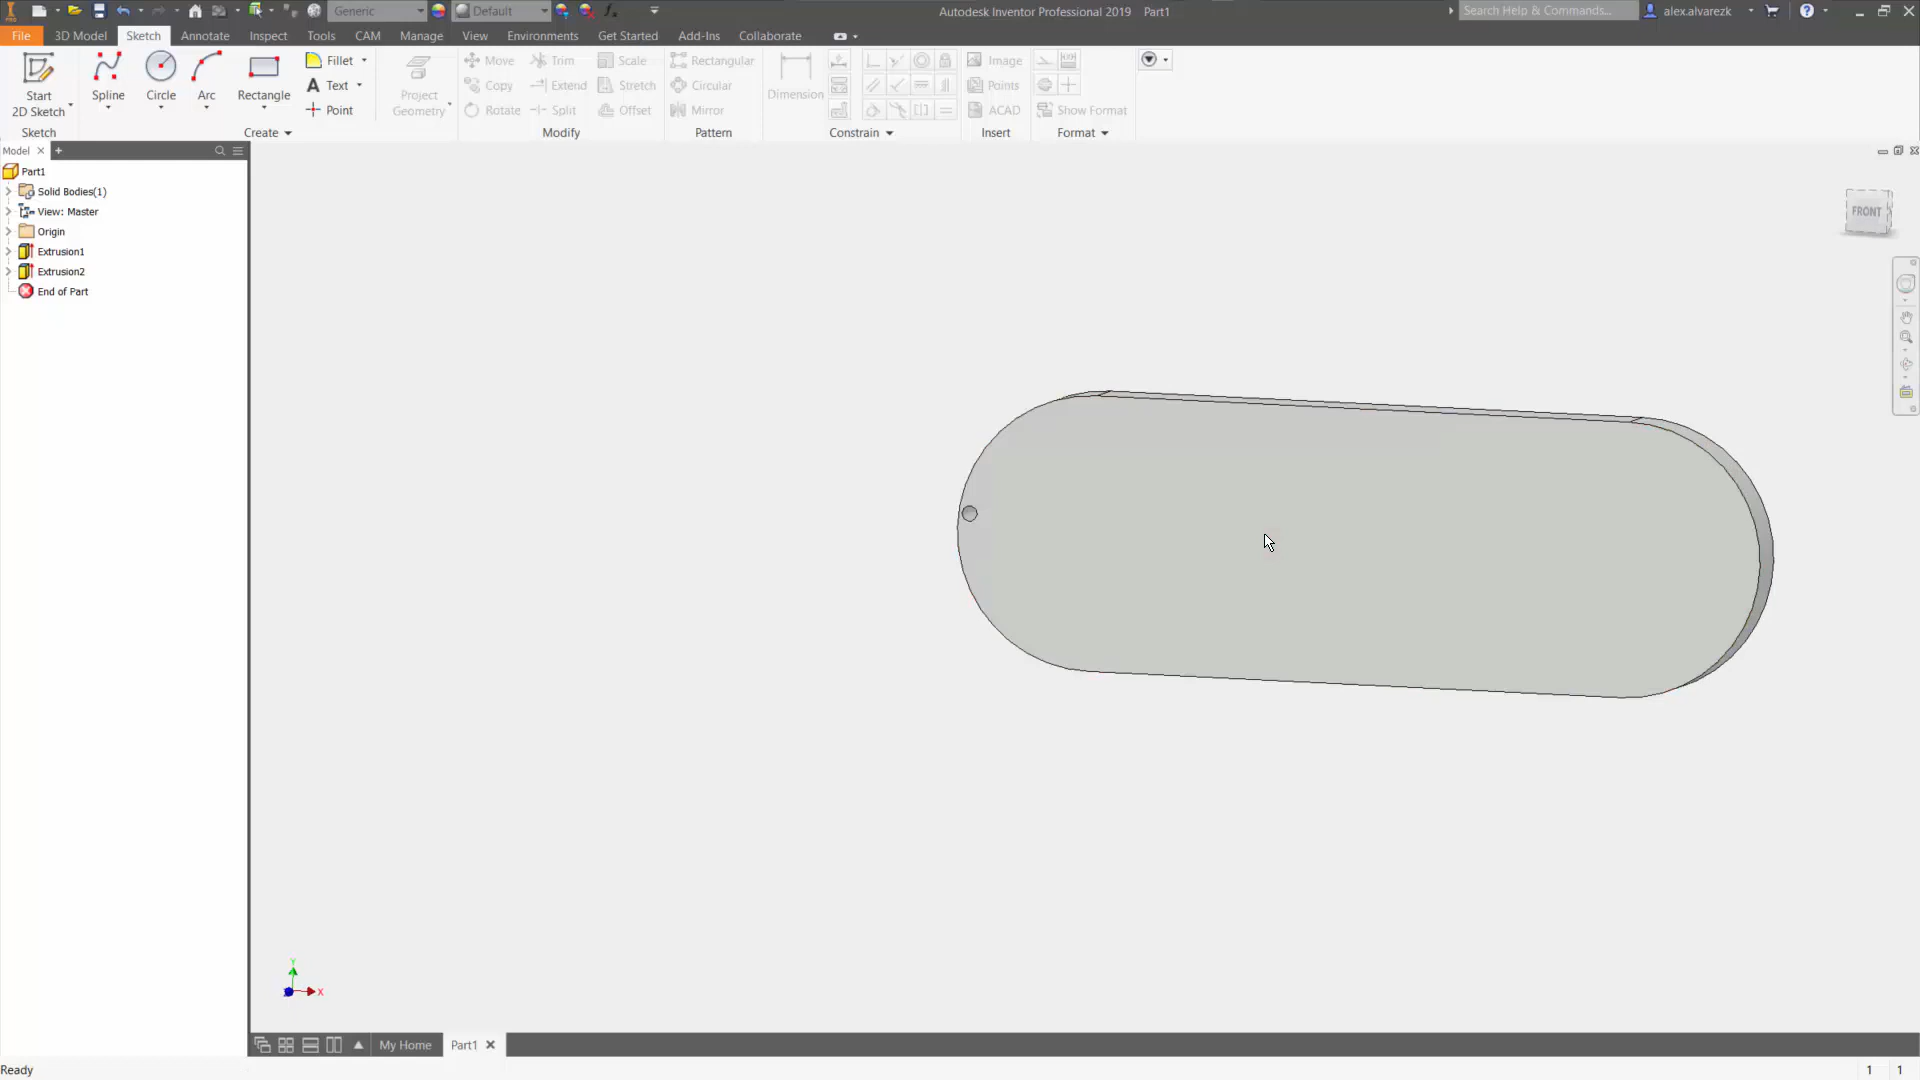 Generic
Default
Autodesk Inventor Professional 2019 Part1
Search Help & Commands...
alex.alvarezk
File 3D Model Sketch Annotate Inspect Tools CAM Manage View Environments Get Started Add-Ins Collaborate
Start
2D Sketch
Spline
Circle
Arc
Rectangle
Fillet
Text
Point
Project
Geometry
Move
Trim
Scale
Copy
Extend
Stretch
Rotate
Split
Offset
Rectangular
Circular
Mirror
Dimension
Image
Points
ACAD
Show Format
Sketch Create Modify Pattern Constrain Insert Format
Model
Part1
Solid Bodies(1)
View: Master
Origin
Extrusion1
Extrusion2
End of Part
FRONT
Y
X
My Home Part1
Ready 1 1